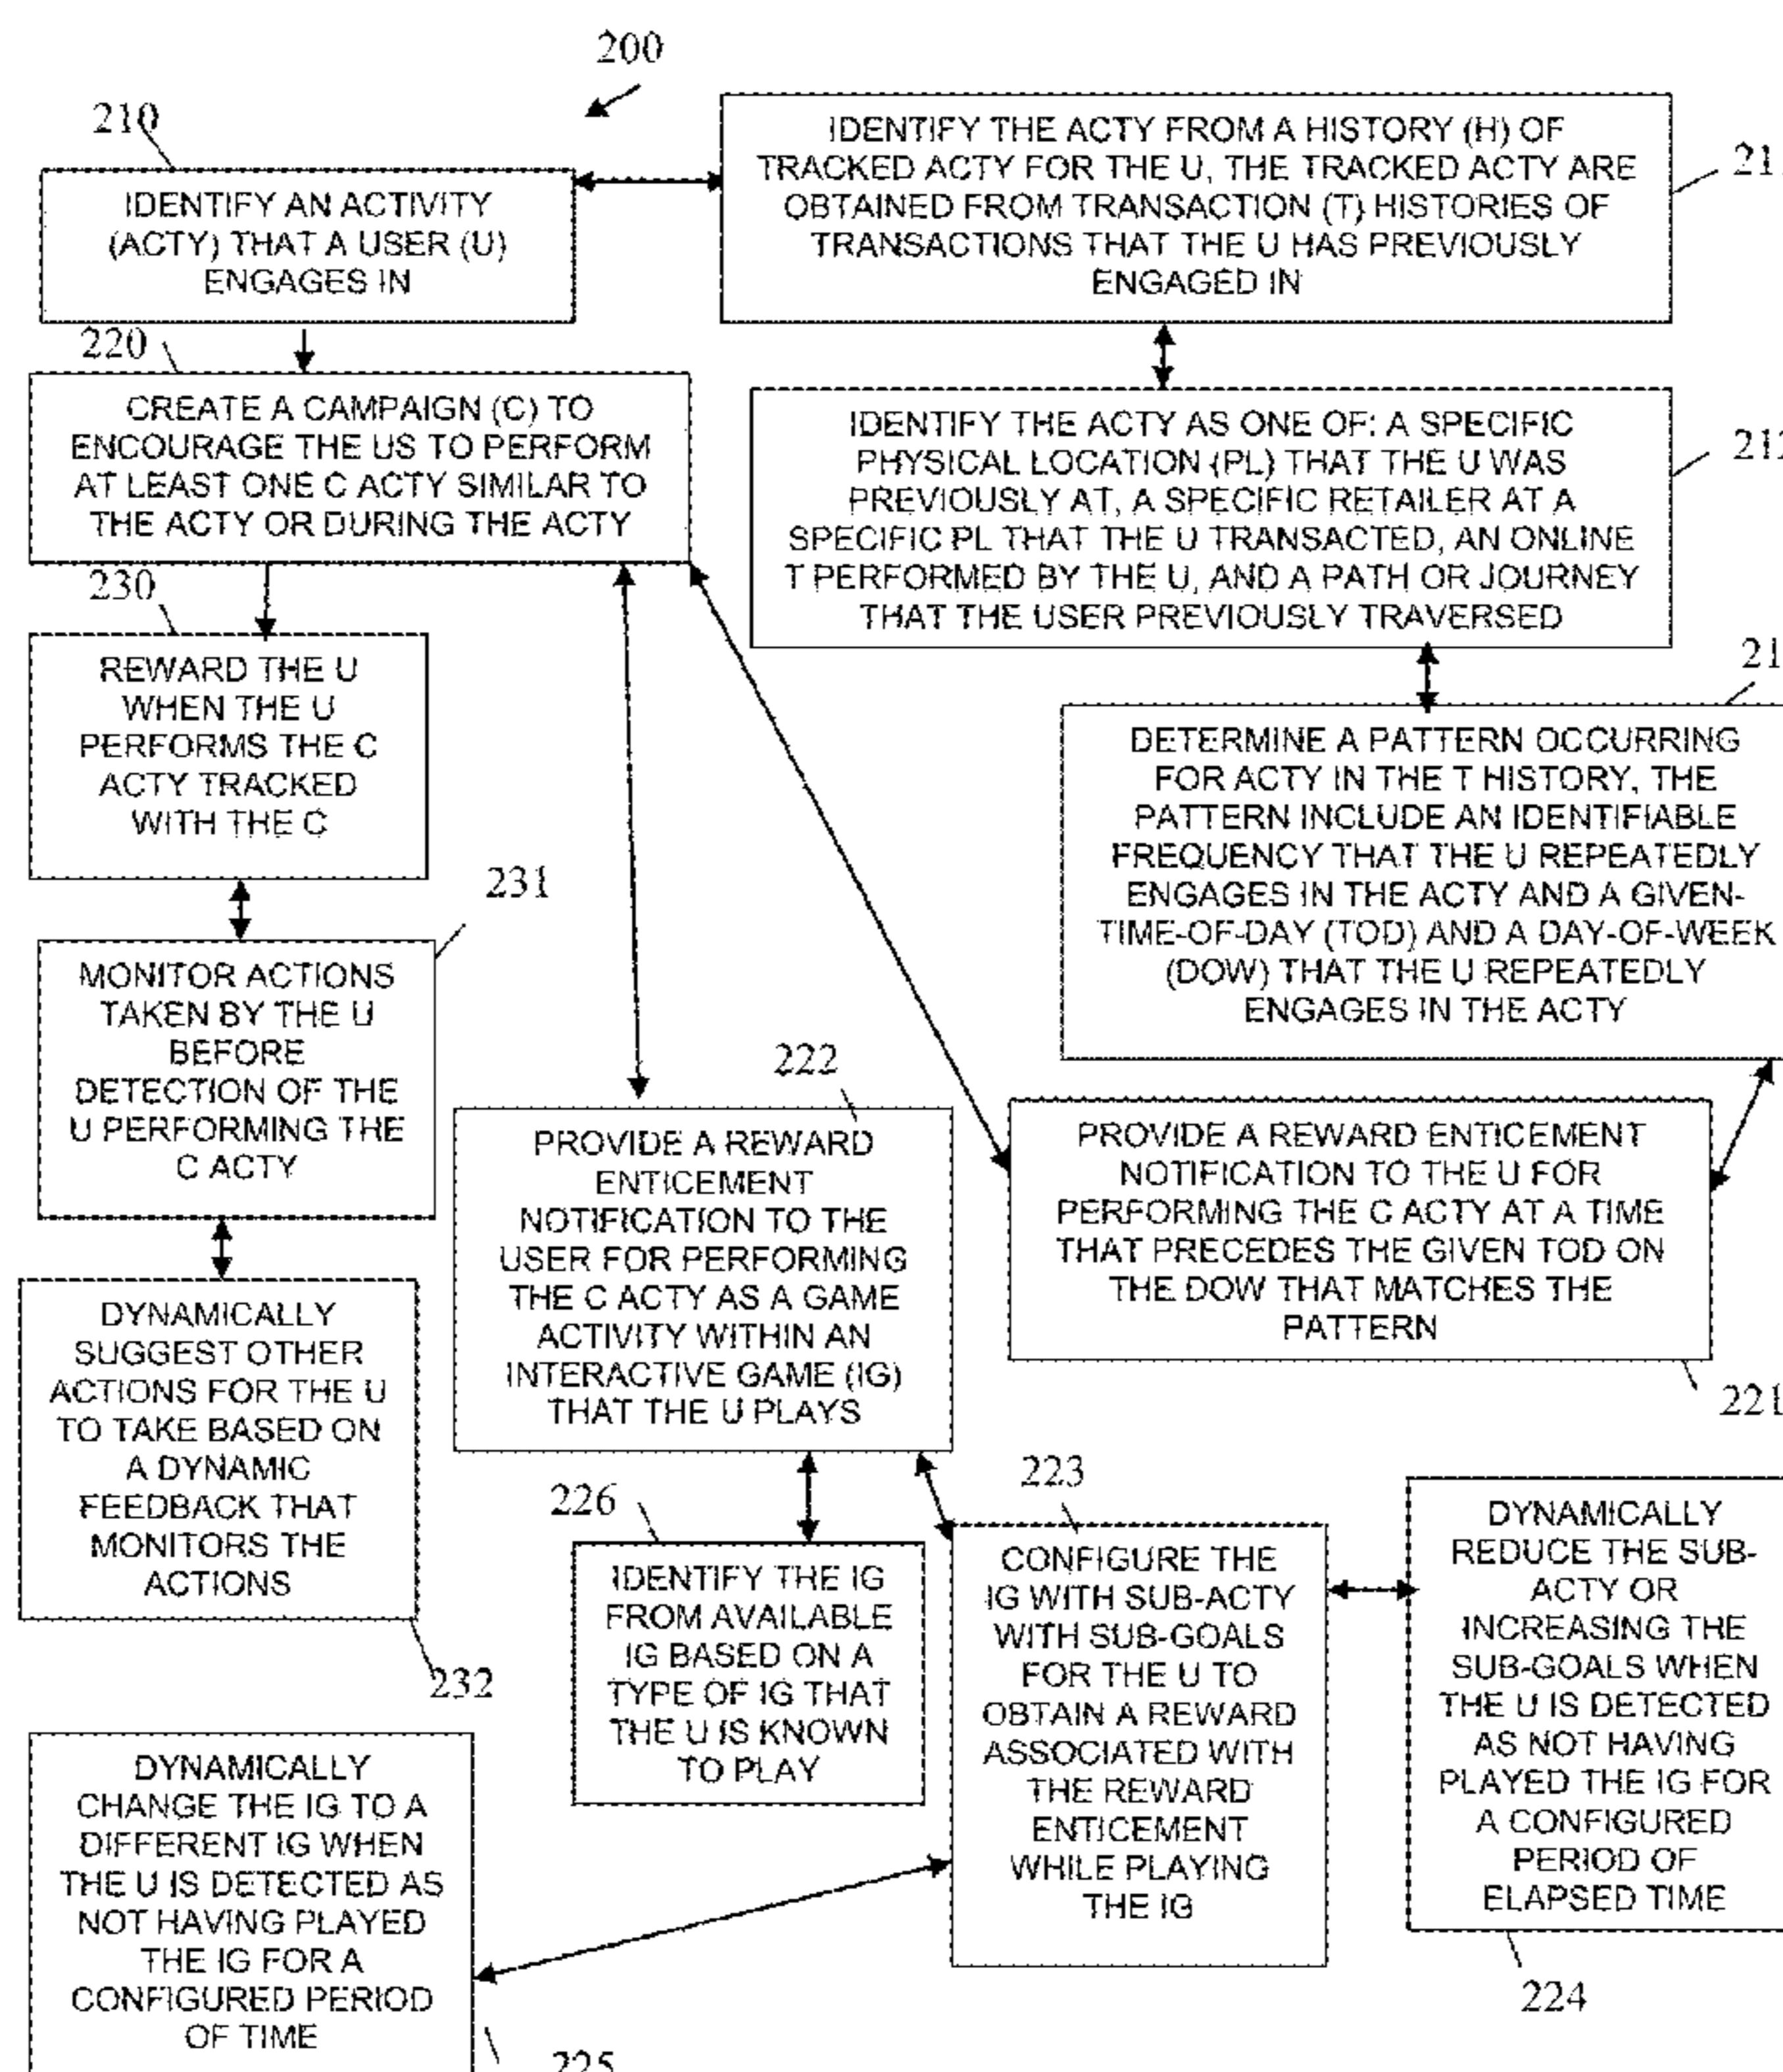 200
210
IDENTIFY AN ACTIVITY
(ACTY) THAT A USER (U)
ENGAGES IN
IDENTIFY THE ACTY FROM A HISTORY (H) OF
TRACKED ACTY FOR THE U, THE TRACKED ACTY ARE
OBTAINED FROM TRANSACTION (T) HISTORIES OF
TRANSACTIONS THAT THE U HAS PREVIOUSLY
ENGAGED IN
220
CREATE A CAMPAIGN (C) TO
ENCOURAGE THE US TO PERFORM
AT LEAST ONE C ACTY SIMILAR TO
THE ACTY OR DURING THE ACTY
IDENTIFY THE ACTY AS ONE OF: A SPECIFIC
PHYSICAL LOCATION (PL) THAT THE U WAS
PREVIOUSLY AT, A SPECIFIC RETAILER AT A
SPECIFIC PL THAT THE U TRANSACTED, AN ONLINE
T PERFORMED BY THE U, AND A PATH OR JOURNEY
THAT THE USER PREVIOUSLY TRAVERSED
212
230
REWARD THE U
WHEN THE U
PERFORMS THE C
ACTY TRACKED
WITH THE C
21
DETERMINE A PATTERN OCCURRING
FOR ACTY IN THE T HISTORY, THE
PATTERN INCLUDE AN IDENTIFIABLE
FREQUENCY THAT THE U REPEATEDLY
ENGAGES IN THE ACTY AND A GIVEN-
TIME-OF-DAY (TOD) AND A DAY-OF-WEEK
(DOW) THAT THE U REPEATEDLY
ENGAGES IN THE ACTY
231
MONITOR ACTIONS
TAKEN BY THE U
BEFORE
DETECTION OF THE
U PERFORMING THE
C ACTY
222
PROVIDE A REWARD
ENTICEMENT
NOTIFICATION TO THE
USER FOR PERFORMING
THE C ACTY AS A GAME
ACTIVITY WITHIN AN
INTERACTIVE GAME (IG)
THAT THE U PLAYS
PROVIDE A REWARD ENTICEMENT
NOTIFICATION TO THE U FOR
PERFORMING THE C ACTY AT A TIME
THAT PRECEDES THE GIVEN TOD ON
THE DOW THAT MATCHES THE
PATTERN
221
DYNAMICALLY
SUGGEST OTHER
ACTIONS FOR THE U
TO TAKE BASED ON
A DYNAMIC
FEEDBACK THAT
MONITORS THE
ACTIONS
232
226
IDENTIFY THE IG
FROM AVAILABLE
IG BASED ON A
TYPE OF IG THAT
THE U IS KNOWN
TO PLAY
223
CONFIGURE THE
IG WITH SUB-ACTY
WITH SUB-GOALS
FOR THE U TO
OBTAIN A REWARD
ASSOCIATED WITH
THE REWARD
ENTICEMENT
WHILE PLAYING
THE IG
DYNAMICALLY
REDUCE THE SUB-
ACTY OR
INCREASING THE
SUB-GOALS WHEN
THE U IS DETECTED
AS NOT HAVING
PLAYED THE IG FOR
A CONFIGURED
PERIOD OF
ELAPSED TIME
224
DYNAMICALLY
CHANGE THE IG TO A
DIFFERENT IG WHEN
THE U IS DETECTED AS
NOT HAVING PLAYED
THE IG FOR A
CONFIGURED PERIOD
OF TIME
225